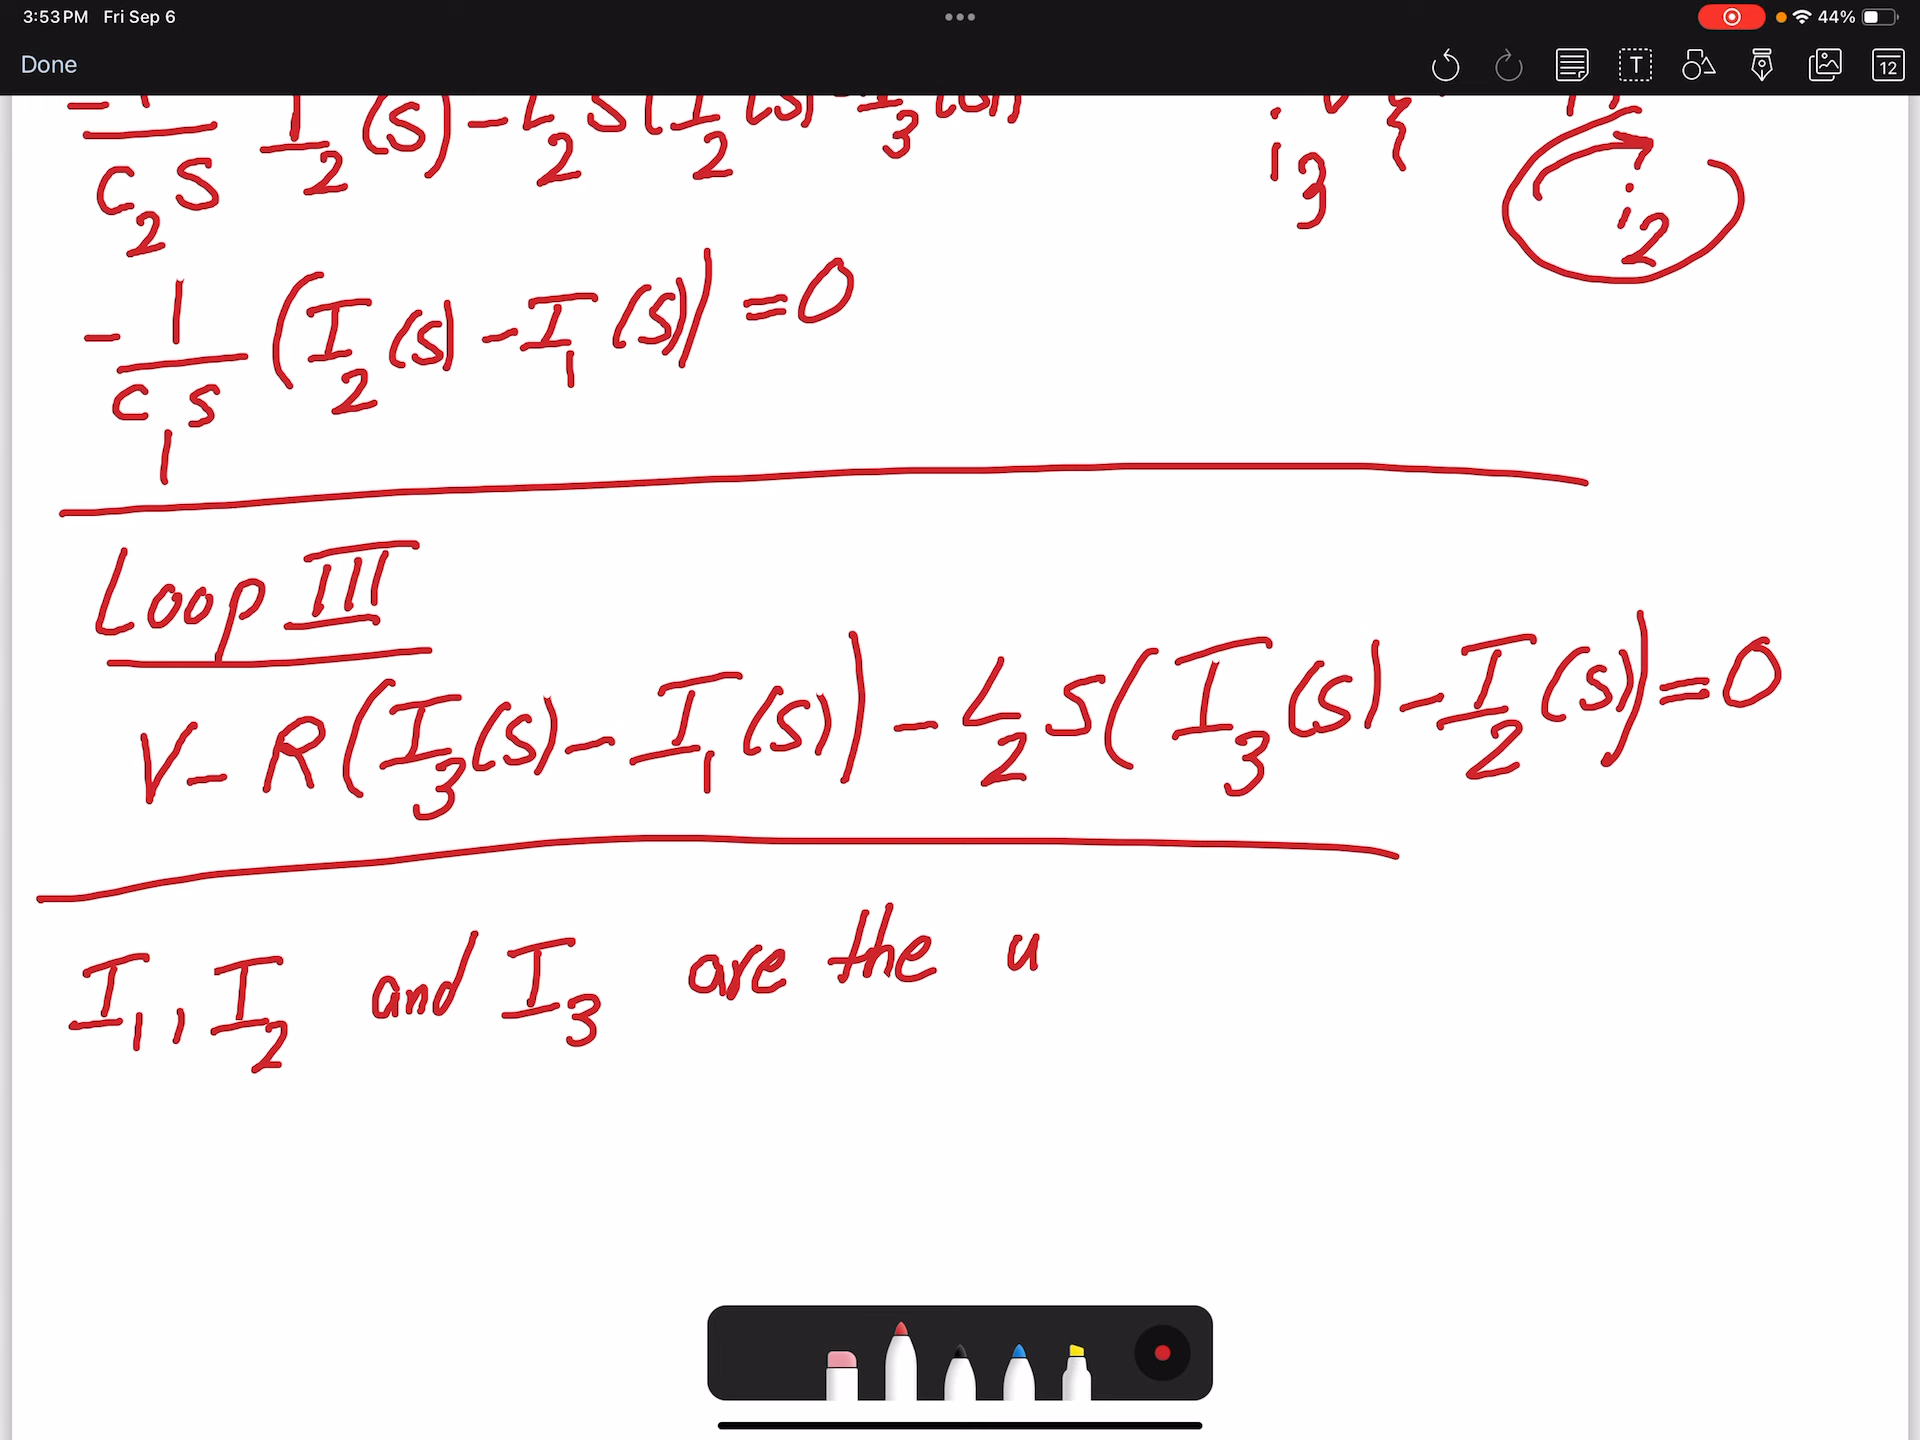 3:53 PM Fri Sep 6
44%
Done
T
12
C₂S I₂(S) - L₂S(I₂(S) - I₃(S))
i₃ {
i₂
- 1/(C₁S) (I₂(S) - I₁(S)) = 0
Loop III
V - R(I₃(S) - I₁(S)) - L₂S(I₃(S) - I₂(S)) = 0
I₁, I₂ and I₃ are the u